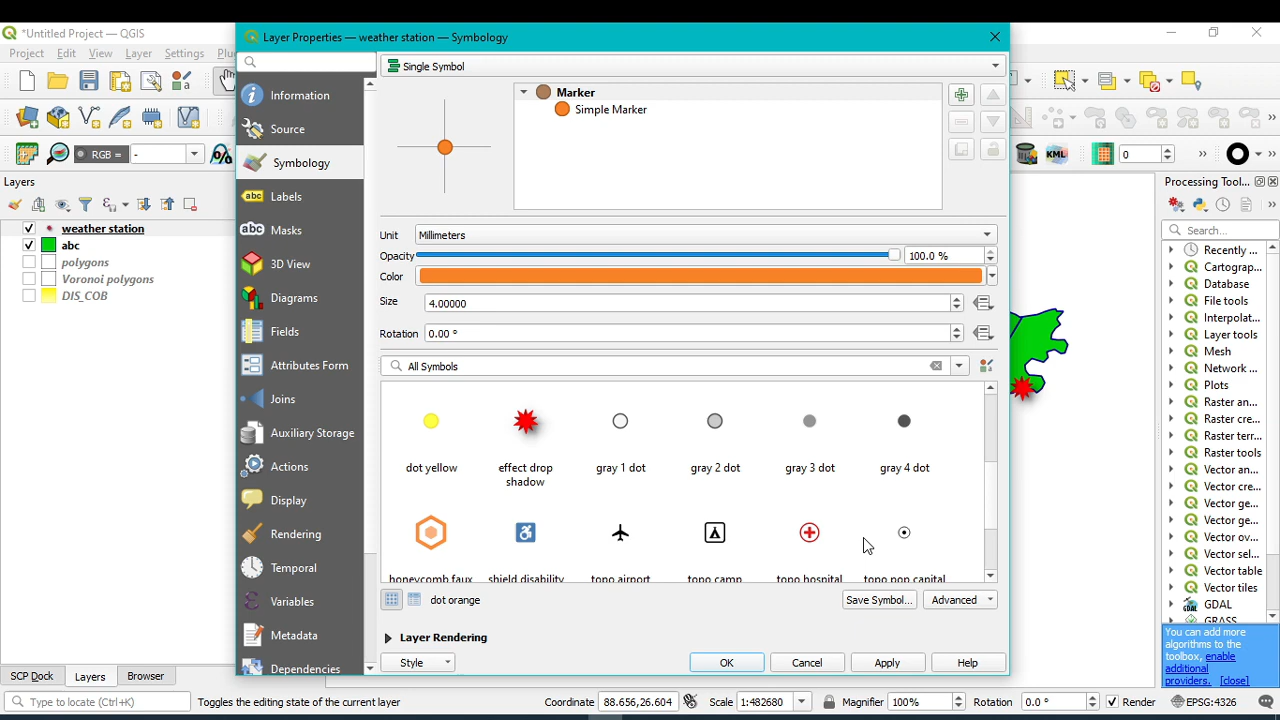 *Untitled Project — QGIS
Project Edit View Layer Settings Plu
Layer Properties — weather station — Symbology
Single Symbol
Information
Source
Symbology
Labels
Masks
3D View
Diagrams
Fields
Attributes Form
Joins
Auxiliary Storage
Actions
Display
Rendering
Temporal
Variables
Metadata
Dependencies
Marker
Simple Marker
Unit Millimeters
Opacity 100.0 %
Color
Size 4.00000
Rotation 0.00 °
All Symbols
dot yellow
effect drop
shadow
gray 1 dot
gray 2 dot
gray 3 dot
gray 4 dot
honeycomb faux
shield disability
topo airport
topo camp
topo hospital
topo pop capital
dot orange
Save Symbol...
Advanced
Layer Rendering
Style
OK
Cancel
Apply
Help
RGB = -
abc
KML
0
Layers
weather station
abc
polygons
Voronoi polygons
DIS_COB
SCP Dock
Layers
Browser
Processing Tool...
Search...
Recently ...
Cartograp...
Database
File tools
Interpolat...
Layer tools
Mesh
Network ...
Plots
Raster an...
Raster cre...
Raster terr...
Raster too...
Vector an...
Vector cre...
Vector ge...
Vector ge...
Vector ov...
Vector sel...
Vector table
Vector tiles
GDAL
GRASS
You can add more
algorithms to the
toolbox, enable
additional
providers. [close]
Type to locate (Ctrl+K)
Toggles the editing state of the current layer
Coordinate 88.656,26.604
Scale 1:482680
Magnifier 100%
Rotation 0.0 °
Render
EPSG:4326